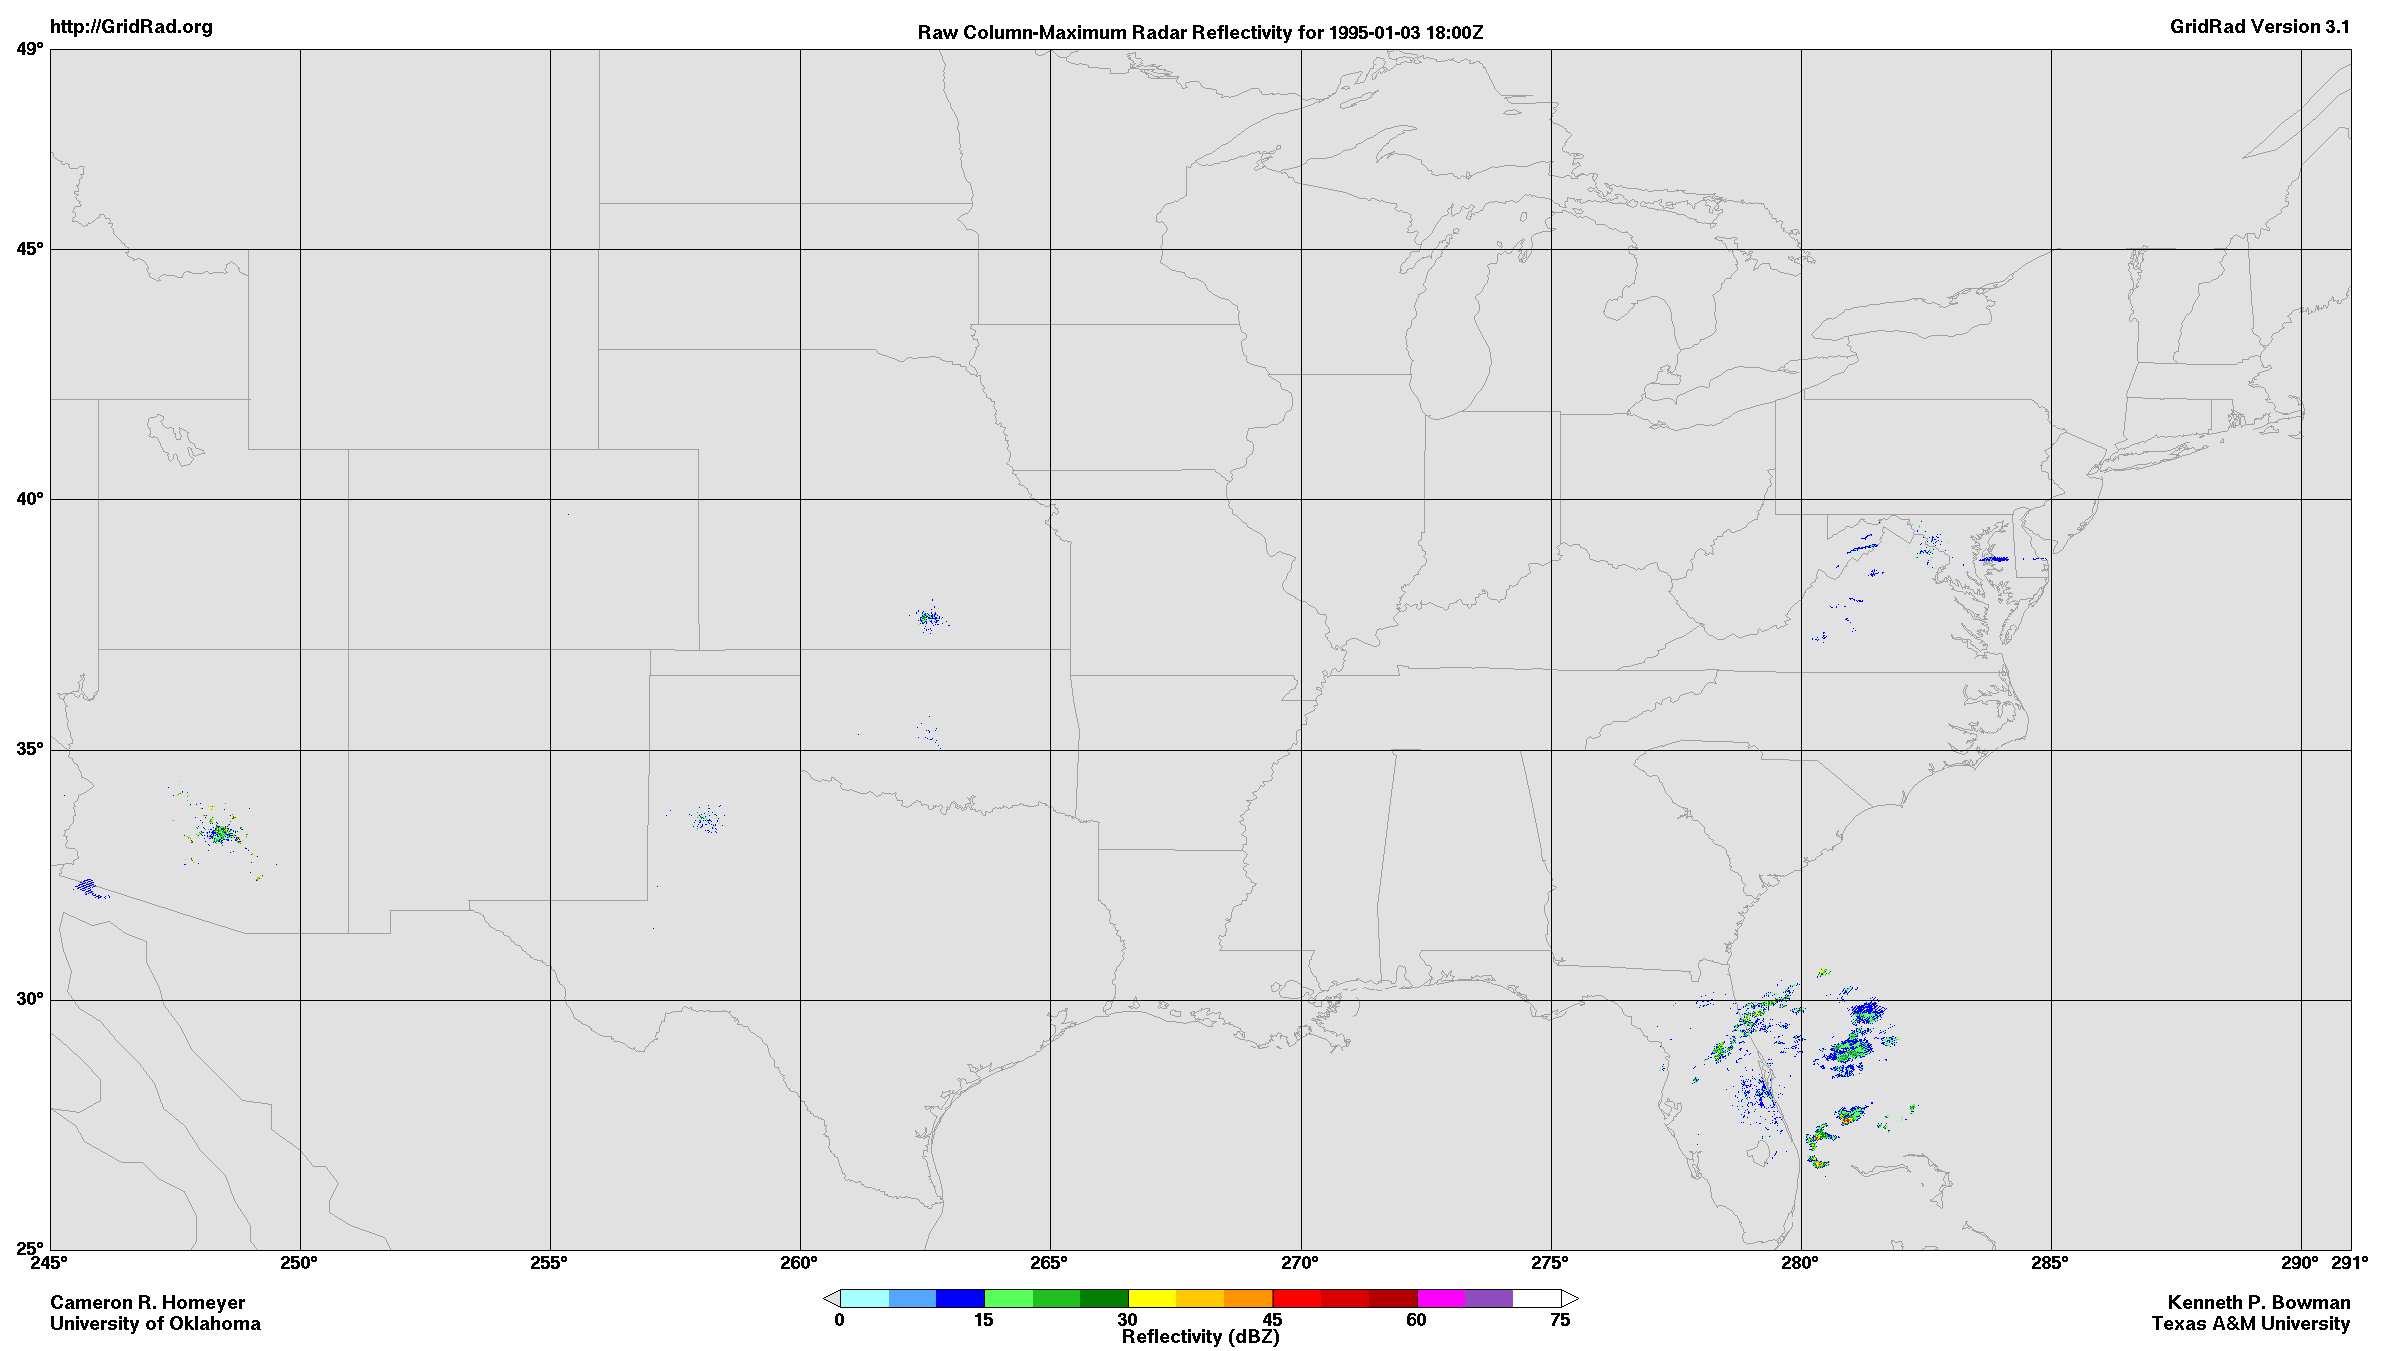 http://GridRad.org
Raw Column-Maximum Radar Reflectivity for 1995-01-03 18:00Z
GridRad Version 3.1
49°
45°
40°
35°
30°
25°
245° 250° 255° 260° 265° 270° 275° 280° 285° 290° 291°
0 15 30 45 60 75
Reflectivity (dBZ)
Cameron R. Homeyer
University of Oklahoma
Kenneth P. Bowman
Texas A&M University